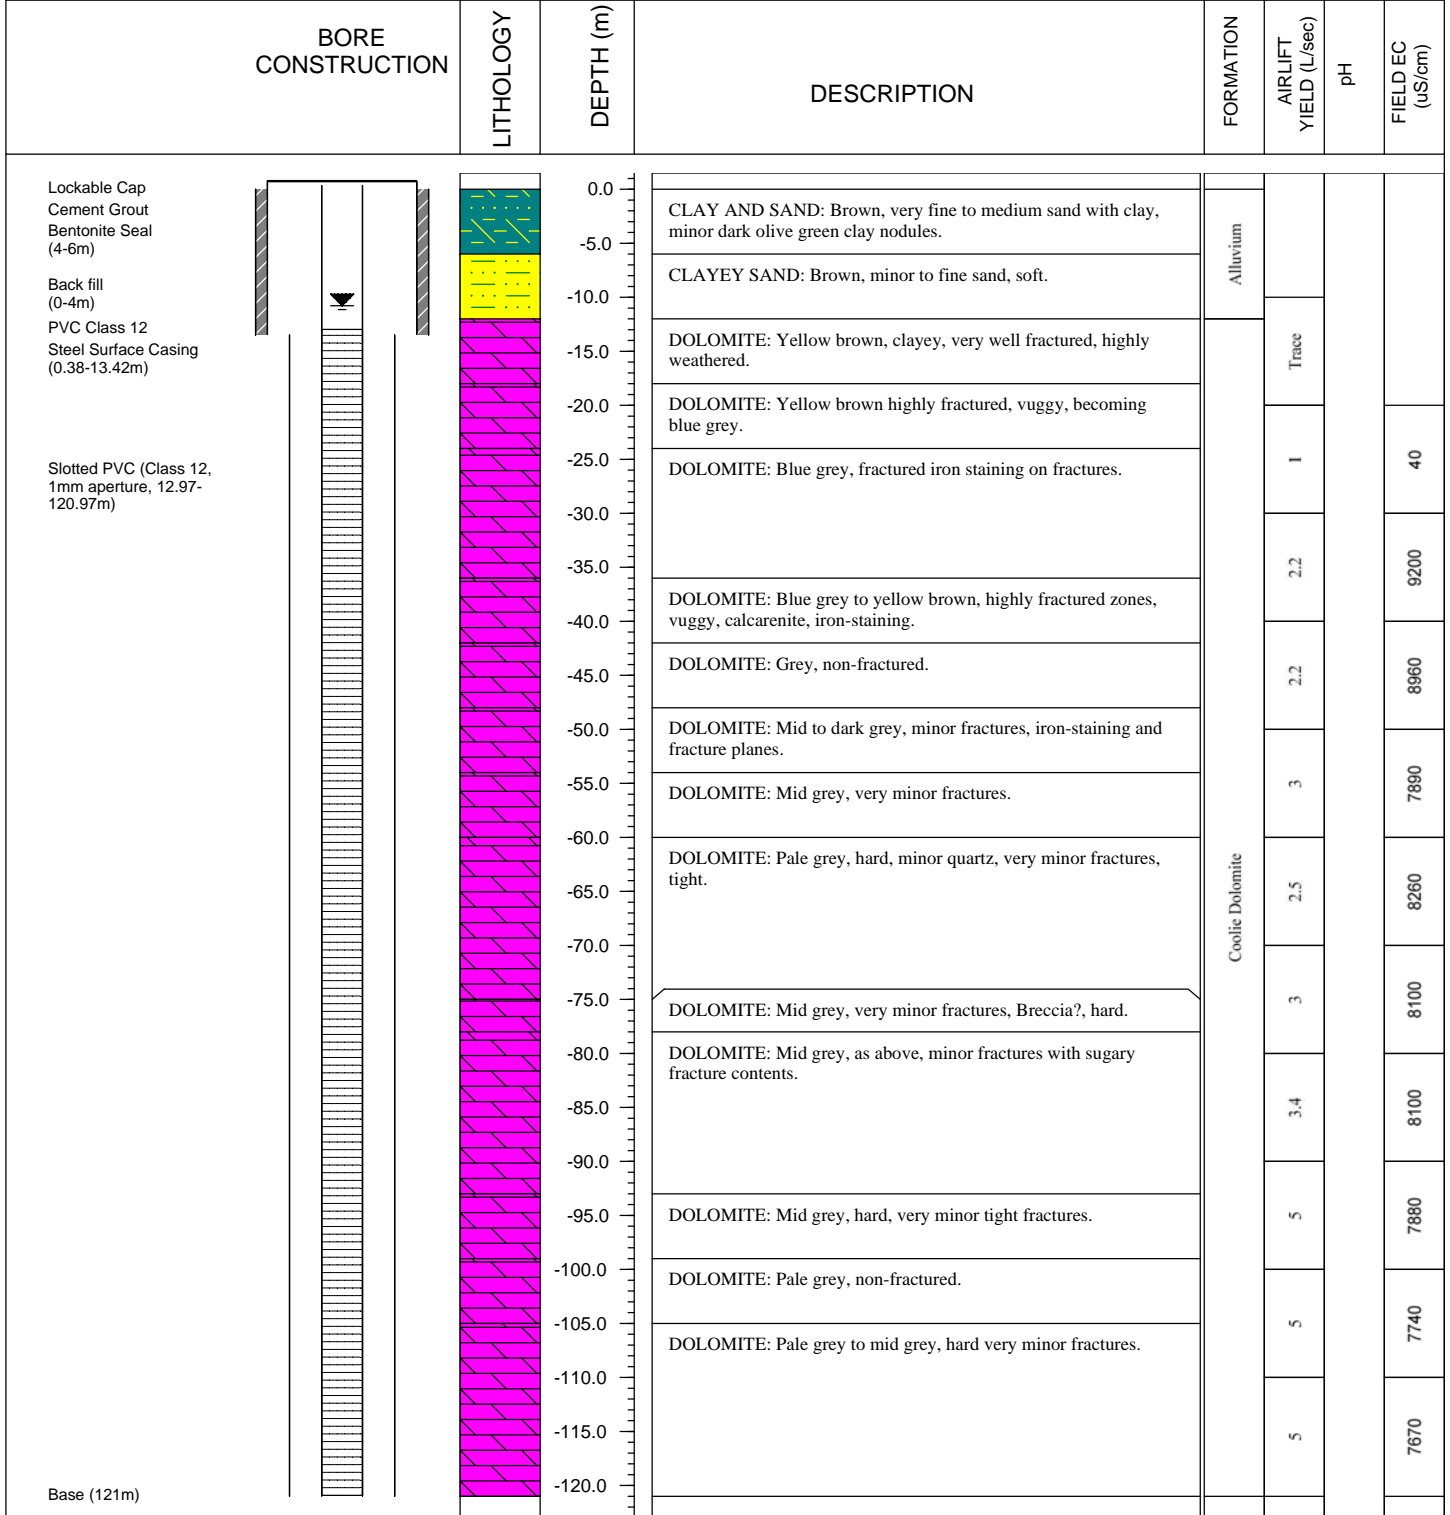 BORE
CONSTRUCTION
LITHOLOGY
DEPTH (m)
DESCRIPTION
FORMATION
AIRLIFT
YIELD (L/sec)
pH
FIELD EC
(uS/cm)
Lockable Cap
Cement Grout
Bentonite Seal
(4-6m)
Back fill
(0-4m)
PVC Class 12
Steel Surface Casing
(0.38-13.42m)
Slotted PVC (Class 12,
1mm aperture, 12.97-
120.97m)
Base (121m)
0.0
-5.0
-10.0
-15.0
-20.0
-25.0
-30.0
-35.0
-40.0
-45.0
-50.0
-55.0
-60.0
-65.0
-70.0
-75.0
-80.0
-85.0
-90.0
-95.0
-100.0
-105.0
-110.0
-115.0
-120.0
CLAY AND SAND: Brown, very fine to medium sand with clay,
minor dark olive green clay nodules.
CLAYEY SAND: Brown, minor to fine sand, soft.
DOLOMITE: Yellow brown, clayey, very well fractured, highly
weathered.
DOLOMITE: Yellow brown highly fractured, vuggy, becoming
blue grey.
DOLOMITE: Blue grey, fractured iron staining on fractures.
DOLOMITE: Blue grey to yellow brown, highly fractured zones,
vuggy, calcarenite, iron-staining.
DOLOMITE: Grey, non-fractured.
DOLOMITE: Mid to dark grey, minor fractures, iron-staining and
fracture planes.
DOLOMITE: Mid grey, very minor fractures.
DOLOMITE: Pale grey, hard, minor quartz, very minor fractures,
tight.
DOLOMITE: Mid grey, very minor fractures, Breccia?, hard.
DOLOMITE: Mid grey, as above, minor fractures with sugary
fracture contents.
DOLOMITE: Mid grey, hard, very minor tight fractures.
DOLOMITE: Pale grey, non-fractured.
DOLOMITE: Pale grey to mid grey, hard very minor fractures.
Alluvium
Coolie Dolomite
Trace
1
2.2
2.2
3
2.5
3
3.4
5
5
5
40
9200
8960
7890
8260
8100
8100
7880
7740
7670